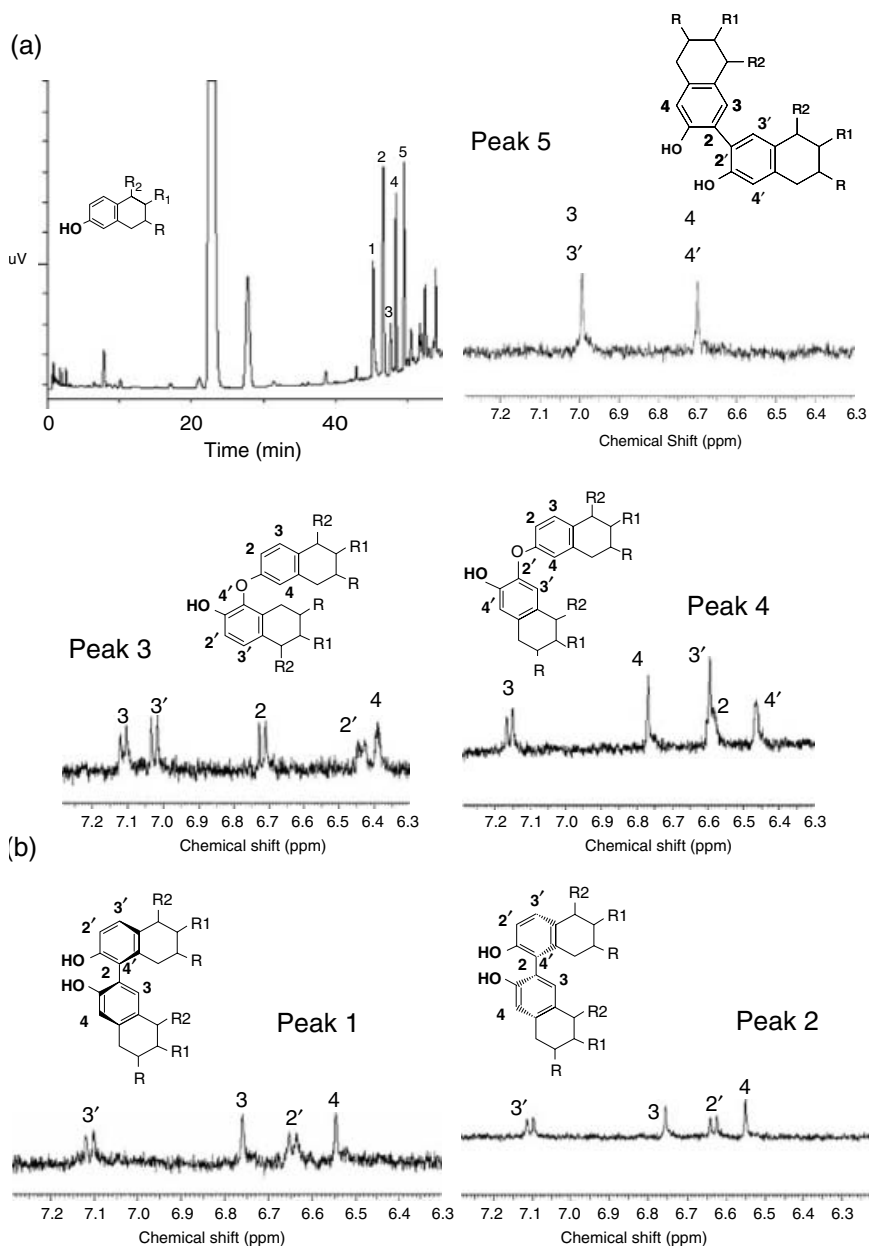 (a)
R R1
R2
4 3 R2
3′ R1
2
HO 2′
HO R
4′
Peak 5
3 4
3′ 4′
7.2 7.1 7.0 6.9 6.8 6.7 6.6 6.5 6.4 6.3
Chemical Shift (ppm)
R2
R1
HO R
uV
1 2 3 4 5
0 20 40
Time (min)
Peak 3
3 R2
2 R1
O
4′ 4 R
HO R
2′ R1
3′ R2
3 3′ 2 2′ 4
7.2 7.1 7.0 6.9 6.8 6.7 6.6 6.5 6.4 6.3
Chemical shift (ppm)
Peak 4
3 R2
2 R1
O R
2′ 4
HO 3′
4′ R2
R1
R
3 4 3′ 2 4′
7.2 7.1 7.0 6.9 6.8 6.7 6.6 6.5 6.4 6.3
Chemical shift (ppm)
(b)
3′ R2
2′ R1
HO R
2 4′
HO 3
4 R2
R1
R
Peak 1
3′ 3 2′ 4
7.2 7.1 7.0 6.9 6.8 6.7 6.6 6.5 6.4 6.3
Chemical shift (ppm)
3′ R2
2′ R1
HO R
2 4′
HO 3
4 R2
R1
R
Peak 2
3′ 3 2′ 4
7.2 7.1 7.0 6.9 6.8 6.7 6.6 6.5 6.4 6.3
Chemical shift (ppm)